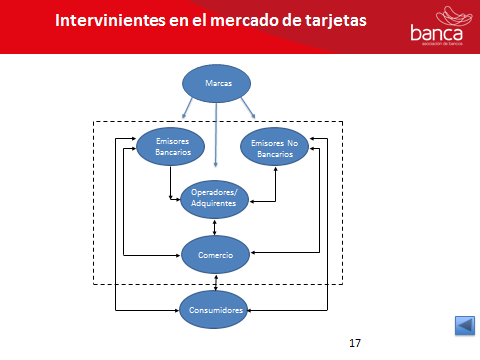 Intervinientes en el mercado de tarjetas
banca
asociación de bancos
Marcas
Emisores
Bancarios
Emisores No
Bancarios
Operadores/
Adquirentes
Comercio
Consumidores
17